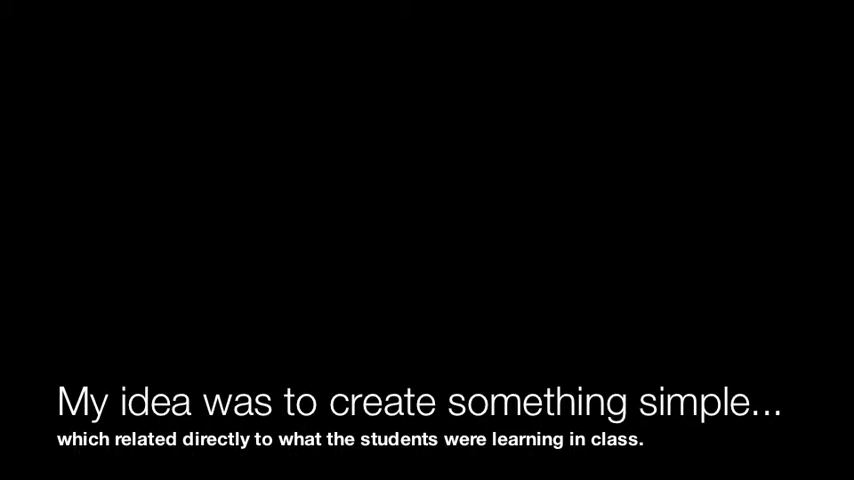 My idea was to create something simple...
which related directly to what the students were learning in class.